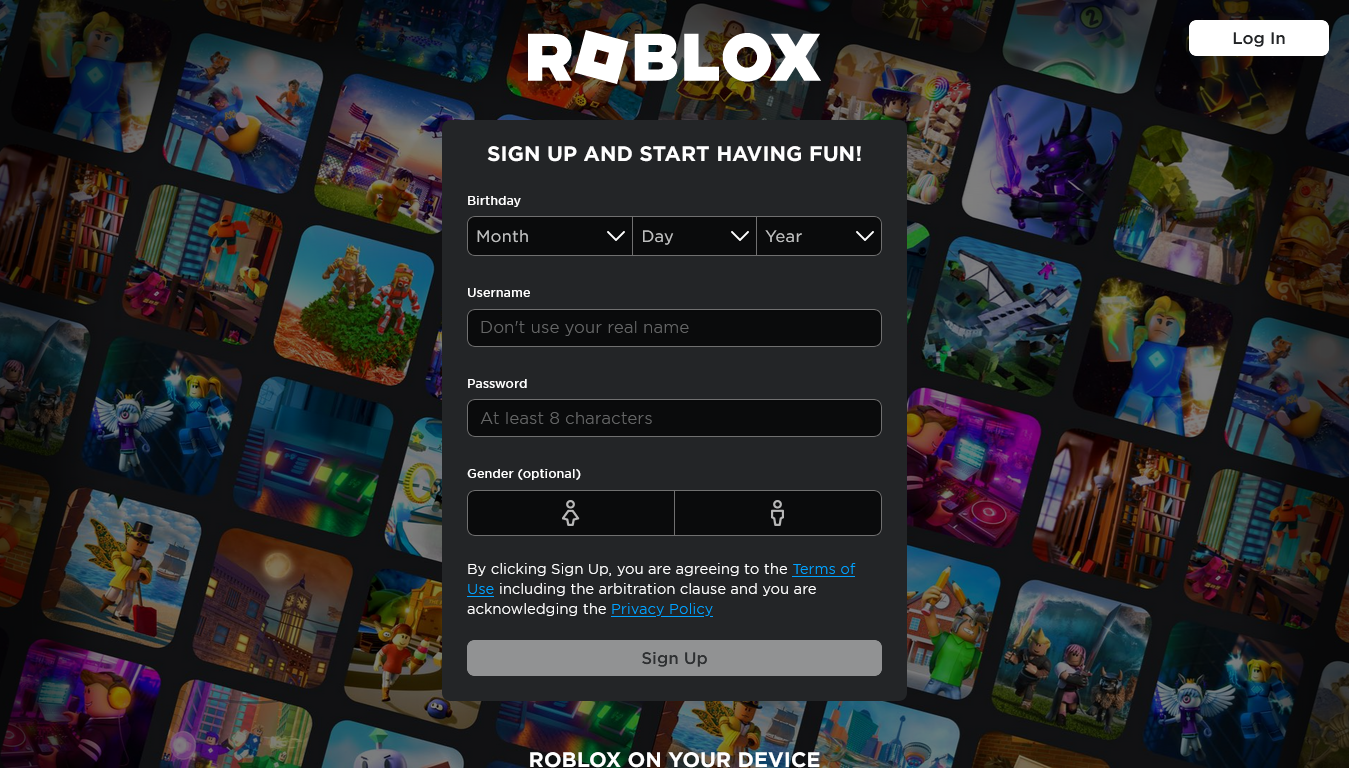 ROBLOX
Log In
SIGN UP AND START HAVING FUN!
Birthday
Month Day Year
Username
Don't use your real name
Password
At least 8 characters
Gender (optional)
By clicking Sign Up, you are agreeing to the Terms of
Use including the arbitration clause and you are
acknowledging the Privacy Policy
Sign Up
ROBLOX ON YOUR DEVICE